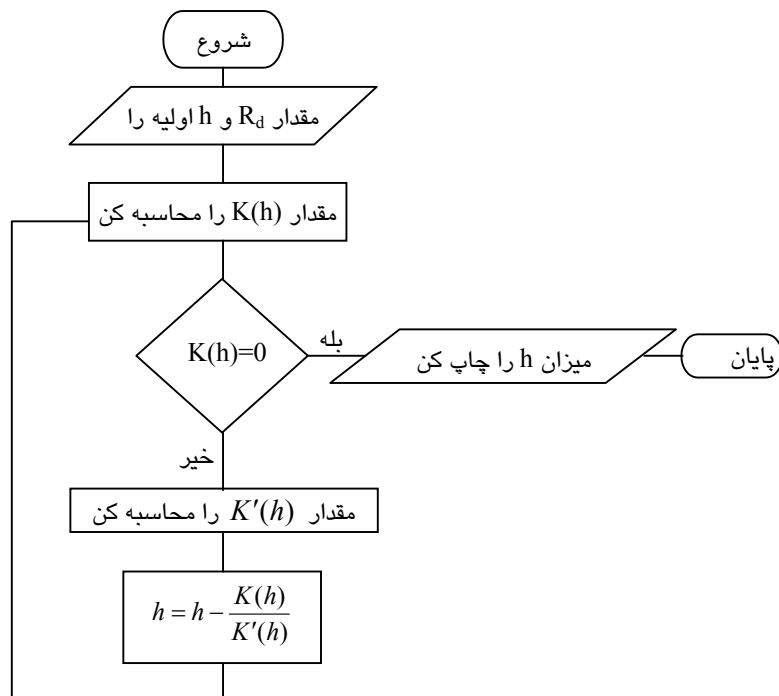 شروع
مقدار R_d و h اولیه را
مقدار K(h) را محاسبه کن
K(h)=0
بله
میزان h را چاپ کن
پایان
خیر
مقدار K′(h) را محاسبه کن
h = h − K(h)/K′(h)